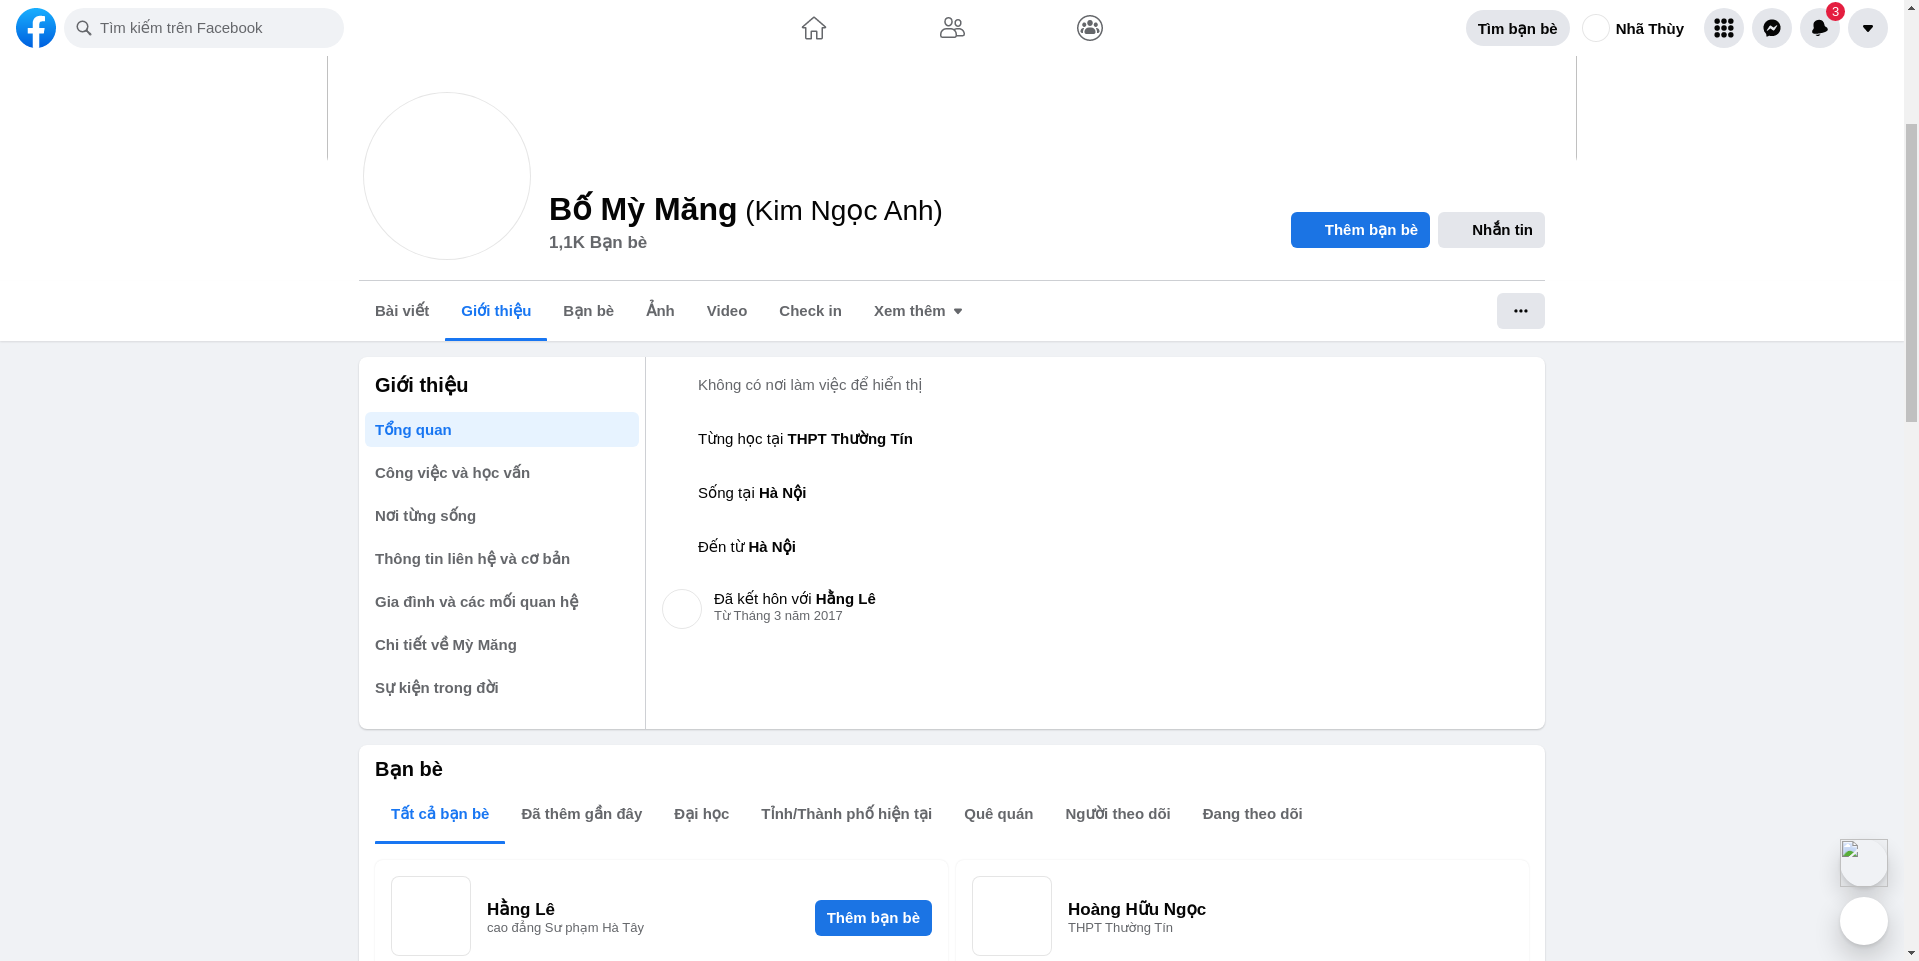 Tìm kiếm trên Facebook
Tìm bạn bè
Nhã Thùy
3
Bố Mỳ Măng (Kim Ngọc Anh)
1,1K Bạn bè
Thêm bạn bè
Nhắn tin
Bài viết
Giới thiệu
Bạn bè
Ảnh
Video
Check in
Xem thêm
Giới thiệu
Tổng quan
Công việc và học vấn
Nơi từng sống
Thông tin liên hệ và cơ bản
Gia đình và các mối quan hệ
Chi tiết về Mỳ Măng
Sự kiện trong đời
Không có nơi làm việc để hiển thị
Từng học tại THPT Thường Tín
Sống tại Hà Nội
Đến từ Hà Nội
Đã kết hôn với Hằng Lê
Từ Tháng 3 năm 2017
Bạn bè
Tất cả bạn bè
Đã thêm gần đây
Đại học
Tỉnh/Thành phố hiện tại
Quê quán
Người theo dõi
Đang theo dõi
Hằng Lê
cao đẳng Sư phạm Hà Tây
Thêm bạn bè
Hoàng Hữu Ngọc
THPT Thường Tín